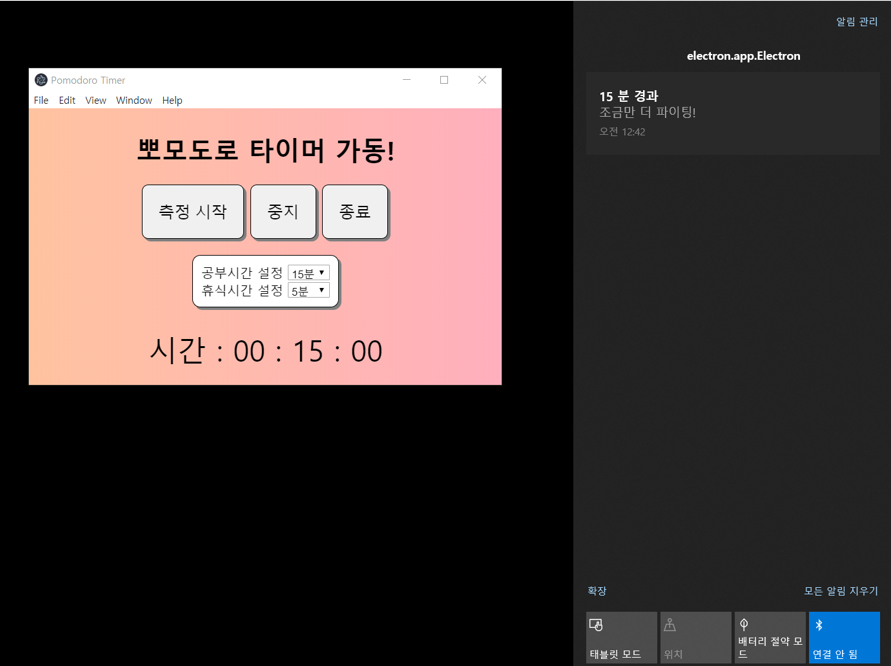 Pomodoro Timer
File Edit View Window Help
뽀모도로 타이머 가동!
측정 시작 중지 종료
공부시간 설정 15분
휴식시간 설정 5분
시간 : 00 : 15 : 00
알림 관리
electron.app.Electron
15 분 경과
조금만 더 파이팅!
오전 12:42
확장 모든 알림 지우기
태블릿 모드
위치
배터리 절약 모
드
연결 안 됨